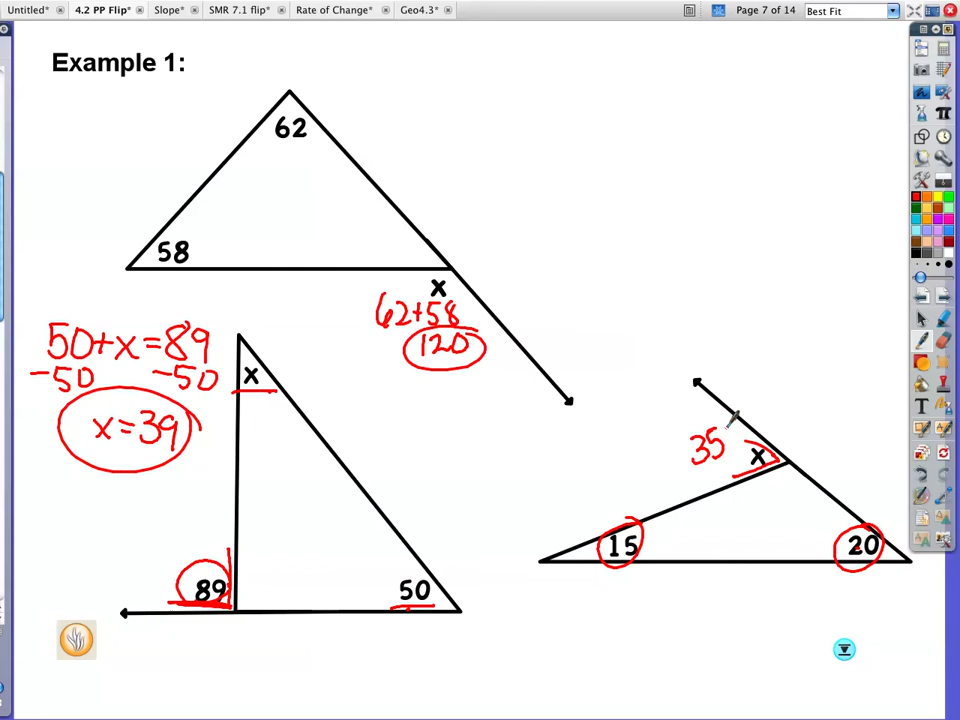 Untitled* 4.2 PP Flip* Slope* SMR 7.1 flip* Rate of Change* Geo4.3* Page 7 of 14 Best Fit
Example 1:
62
58
x
62+58
120
50+x=89
-50 -50
x=39
x
89
50
35
x
15
20